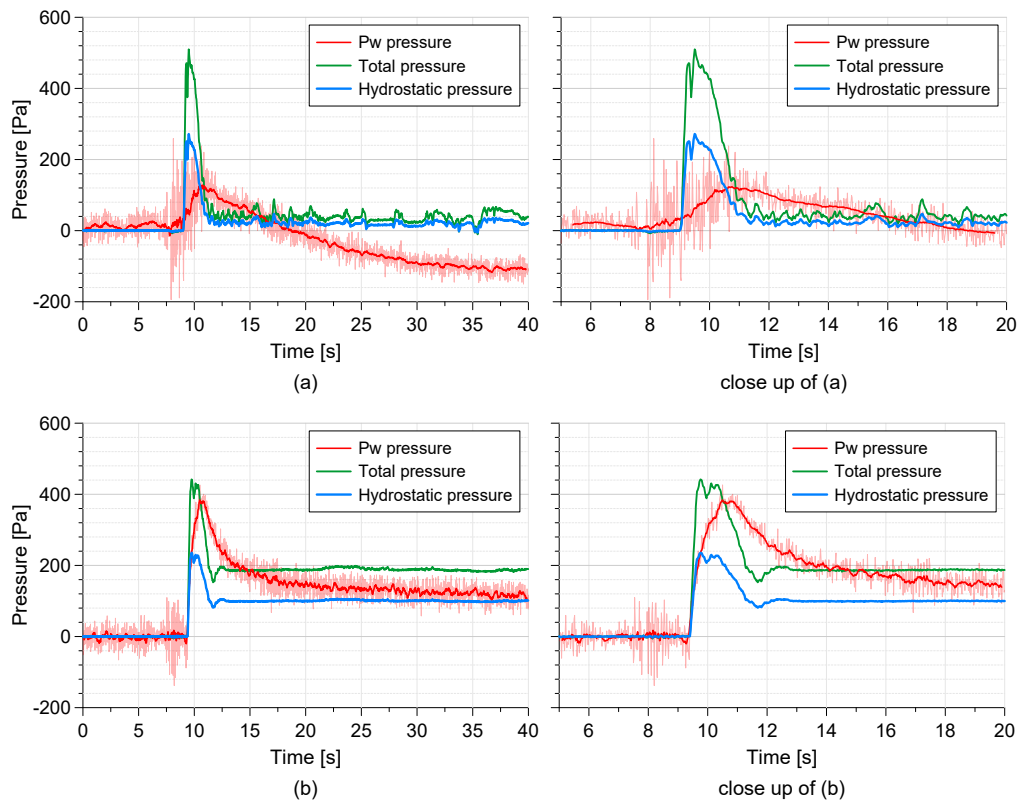 600
400
200
0
-200
Pressure [Pa]
Pw pressure
Total pressure
Hydrostatic pressure
0 5 10 15 20 25 30 35 40
Time [s]
(a)
Pw pressure
Total pressure
Hydrostatic pressure
6 8 10 12 14 16 18 20
Time [s]
close up of (a)
600
400
200
0
-200
Pressure [Pa]
Pw pressure
Total pressure
Hydrostatic pressure
0 5 10 15 20 25 30 35 40
Time [s]
(b)
Pw pressure
Total pressure
Hydrostatic pressure
6 8 10 12 14 16 18 20
Time [s]
close up of (b)